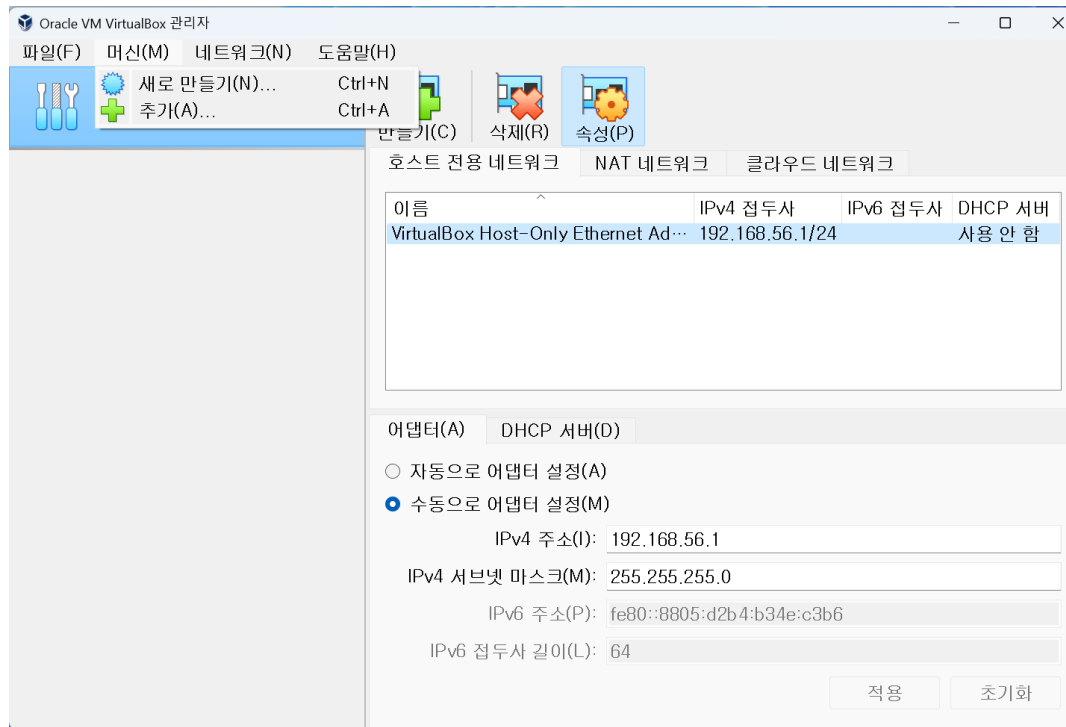 Oracle VM VirtualBox 관리자
파일(F) 머신(M) 네트워크(N) 도움말(H)
새로 만들기(N)... Ctrl+N
추가(A)... Ctrl+A
만들기(C) 삭제(R) 속성(P)
호스트 전용 네트워크 NAT 네트워크 클라우드 네트워크
이름 IPv4 접두사 IPv6 접두사 DHCP 서버
VirtualBox Host-Only Ethernet Ad... 192.168.56.1/24 사용 안 함
어댑터(A) DHCP 서버(D)
자동으로 어댑터 설정(A)
수동으로 어댑터 설정(M)
IPv4 주소(I): 192.168.56.1
IPv4 서브넷 마스크(M): 255.255.255.0
IPv6 주소(P): fe80::8805:d2b4:b34e:c3b6
IPv6 접두사 길이(L): 64
적용 초기화